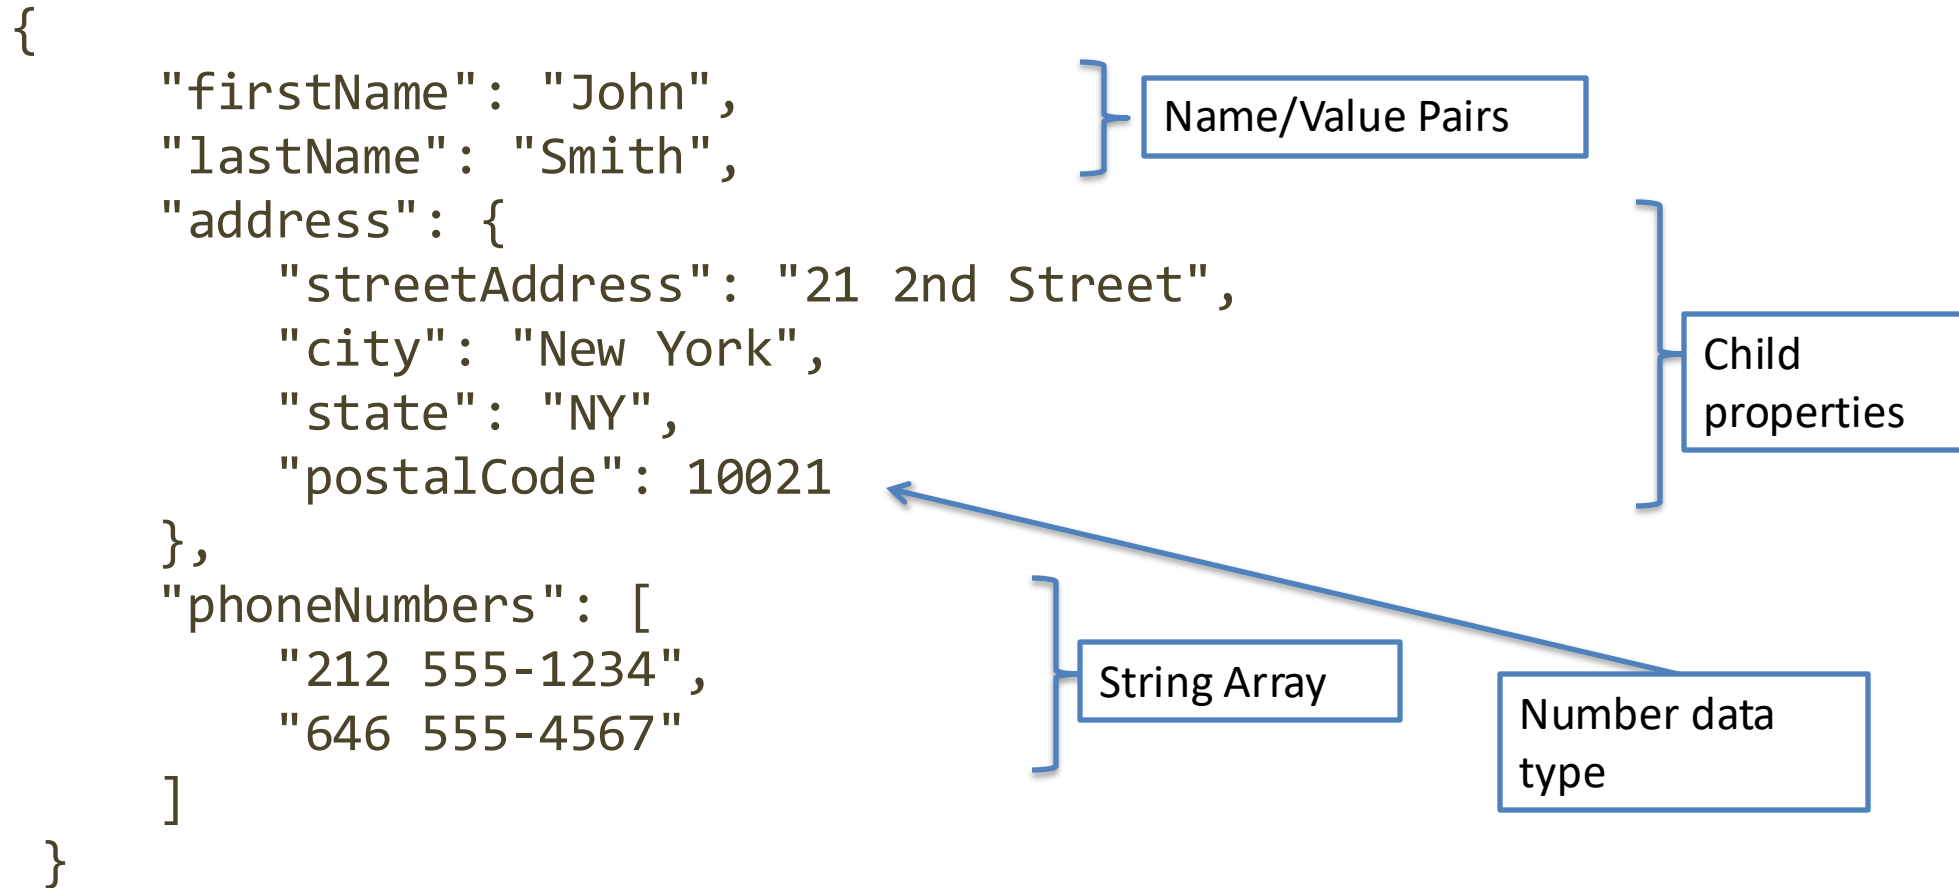 {
"firstName": "John",
"lastName": "Smith",
"address": {
"streetAddress": "21 2nd Street",
"city": "New York",
"state": "NY",
"postalCode": 10021
},
"phoneNumbers": [
"212 555-1234",
"646 555-4567"
]
}
Name/Value Pairs
Child
properties
String Array
Number data
type